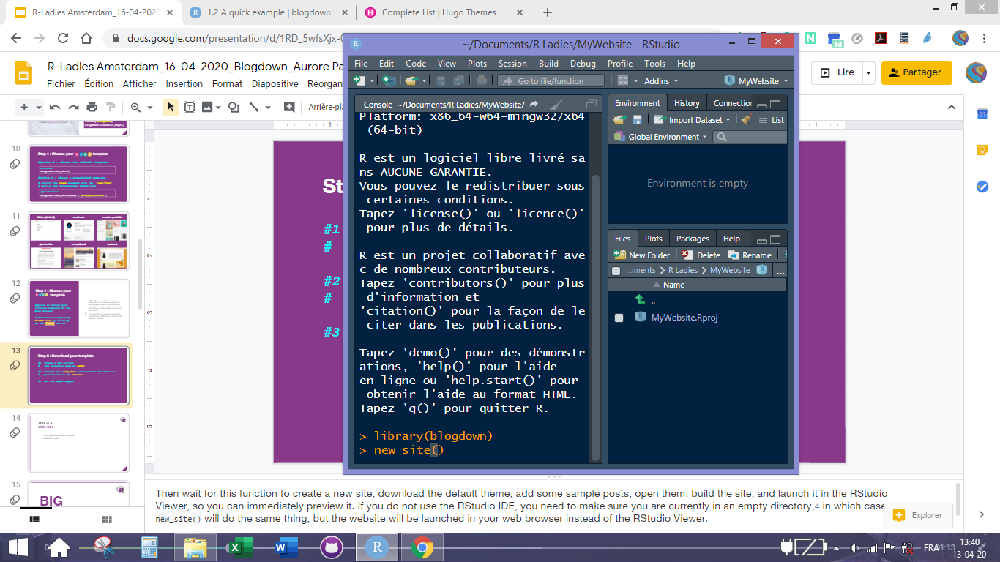 R-Ladies Amsterdam_16-04-2020
1.2 A quick example | blogdown:
Complete List | Hugo Themes
docs.google.com/presentation/d/1RD_5wfsXjx-
1d
R-Ladies Amsterdam_16-04-2020_Blogdown_Aurore Pa
Fichier Édition Afficher Insertion Format Diapositive Réorgan
Lire
Partager
Arrière-pl
~/Documents/R Ladies/MyWebsite - RStudio
File Edit Code View Plots Session Build Debug Profile Tools Help
Go to file/function
Addins
MyWebsite
Console ~/Documents/R Ladies/MyWebsite/
Platform: x86_64-w64-mingw32/x64
(64-bit)
R est un logiciel libre livré sa
ns AUCUNE GARANTIE.
Vous pouvez le redistribuer sous
certaines conditions.
Tapez 'license()' ou 'licence()'
pour plus de détails.
R est un projet collaboratif ave
c de nombreux contributeurs.
Tapez 'contributors()' pour plus
d'information et
'citation()' pour la façon de le
citer dans les publications.
Tapez 'demo()' pour des démonstr
ations, 'help()' pour l'aide
en ligne ou 'help.start()' pour
obtenir l'aide au format HTML.
Tapez 'q()' pour quitter R.
> library(blogdown)
> new_site()
Environment History Connection
Import Dataset
List
Global Environment
Environment is empty
Files Plots Packages Help
New Folder Delete Rename
cuments R Ladies MyWebsite ...
Name
..
MyWebsite.Rproj
10
Step 1 : Choose your template
11
12
Step 1 : Choose your
template
13
Step 2 : Download your template
14
This is a
slide title
15
BIG
St
#1
#
#2
#
#3
1
1
2
3
4
5
Then wait for this function to create a new site, download the default theme, add some sample posts, open them, build the site, and launch it in the RStudio
Viewer, so you can immediately preview it. If you do not use the RStudio IDE, you need to make sure you are currently in an empty directory,4 in which case
new_site() will do the same thing, but the website will be launched in your web browser instead of the RStudio Viewer.
Explorer
31
FRA
13:40
13-04-20